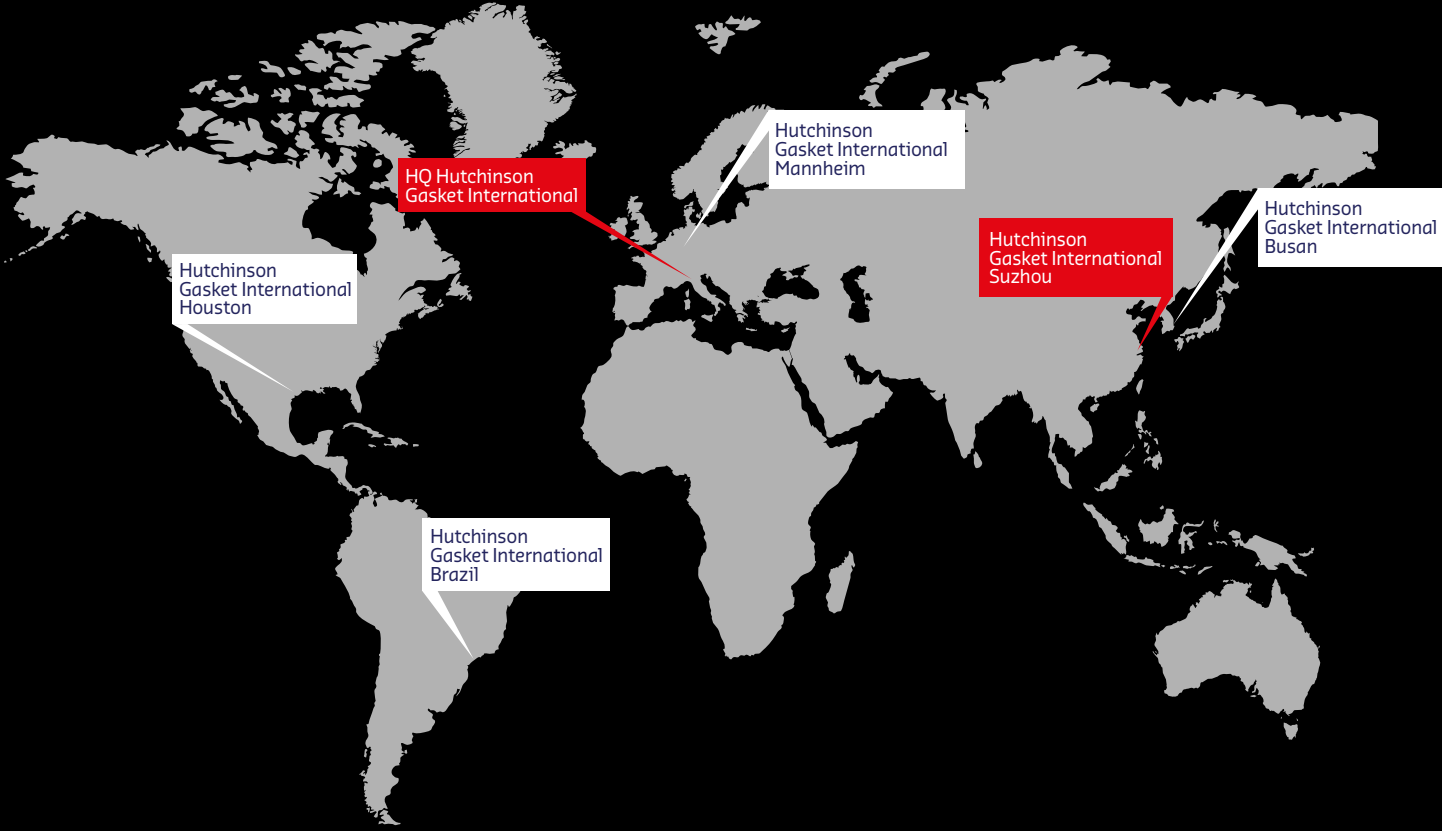 Hutchinson
Gasket International
Mannheim
HQ Hutchinson
Gasket International
Hutchinson
Gasket International
Busan
Hutchinson
Gasket International
Suzhou
Hutchinson
Gasket International
Houston
Hutchinson
Gasket International
Brazil